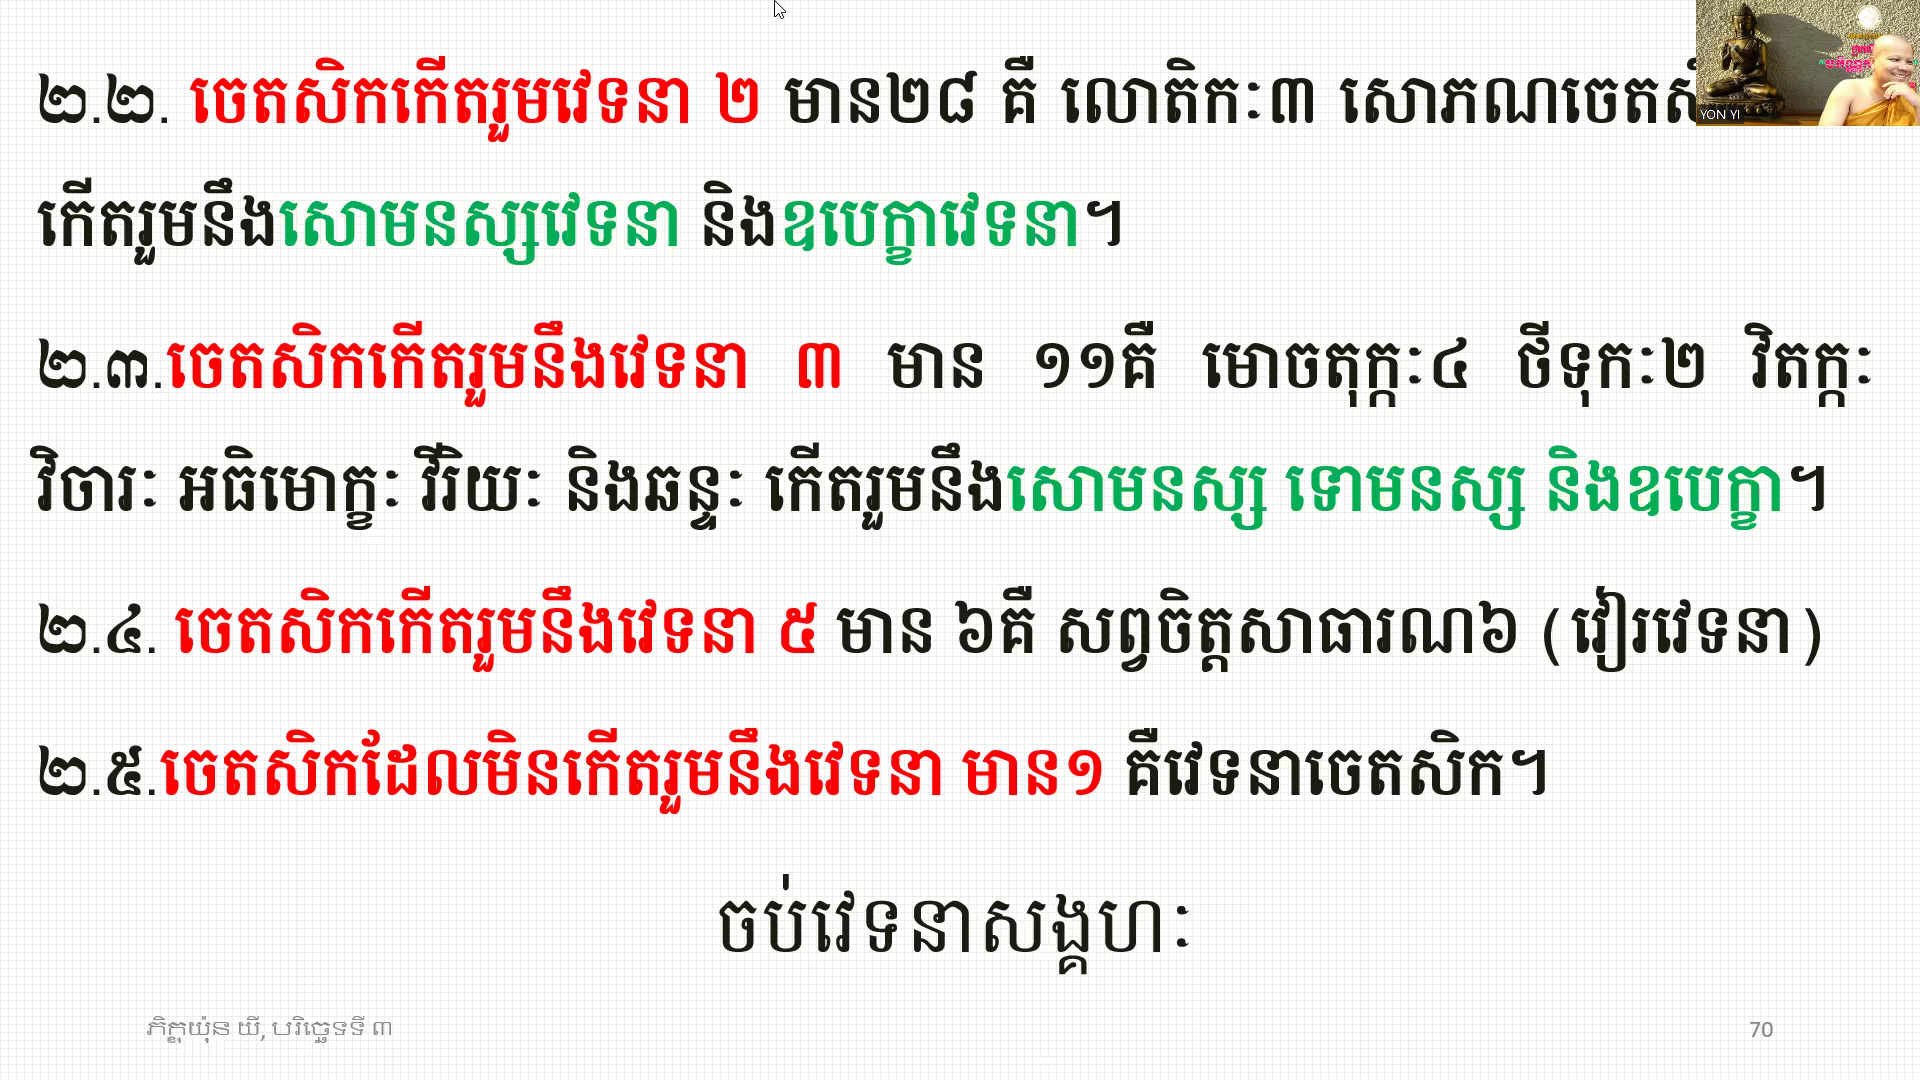 ២.២. ចេតសិកកើតរួមវេទនា ២ មាន២៨ គឺ លោតិកៈ៣ សោភណចេតសិ
កើតរួមនឹងសោមនស្សវេទនា និងឧបេក្ខាវេទនា។
២.៣.ចេតសិកកើតរួមនឹងវេទនា ៣ មាន ១១គឺ មោចតុក្កៈ៤ ថីទុកៈ២ វិតក្កៈ
វិចារៈ អធិមោក្ខៈ វីរិយៈ និងឆន្ទៈ កើតរួមនឹងសោមនស្ស ទោមនស្ស និងឧបេក្ខា។
២.៤. ចេតសិកកើតរួមនឹងវេទនា ៥ មាន ៦គឺ សព្វចិត្តសាធារណ៦ (វៀរវេទនា)
២.៥.ចេតសិកដែលមិនកើតរួមនឹងវេទនា មាន១ គឺវេទនាចេតសិក។
ចប់វេទនាសង្គហៈ
ភិក្ខុយ៉ុន យី, បរិច្ឆេទទី ៣
70
YON YI